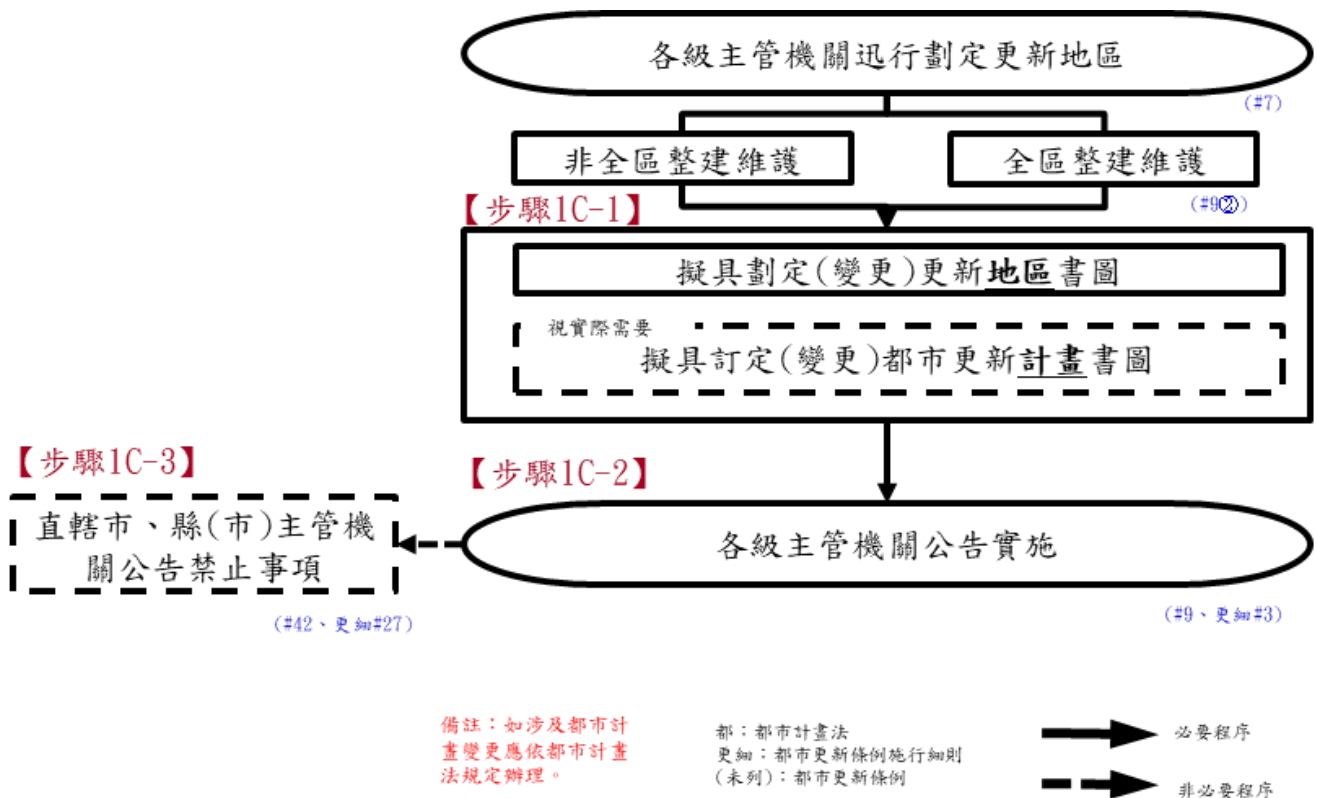 各級主管機關迅行劃定更新地區
(#7)
非全區整建維護
全區整建維護
(#9②)
【步驟1C-1】
擬具劃定(變更)更新地區書圖
視實際需要
擬具訂定(變更)都市更新計畫書圖
【步驟1C-3】
【步驟1C-2】
直轄市、縣(市)主管機
關公告禁止事項
各級主管機關公告實施
(#42、更細#27)
(#9、更細#3)
備註：如涉及都市計
畫變更應依都市計畫
法規定辦理。
都：都市計畫法
更細：都市更新條例施行細則
(未列)：都市更新條例
必要程序
非必要程序